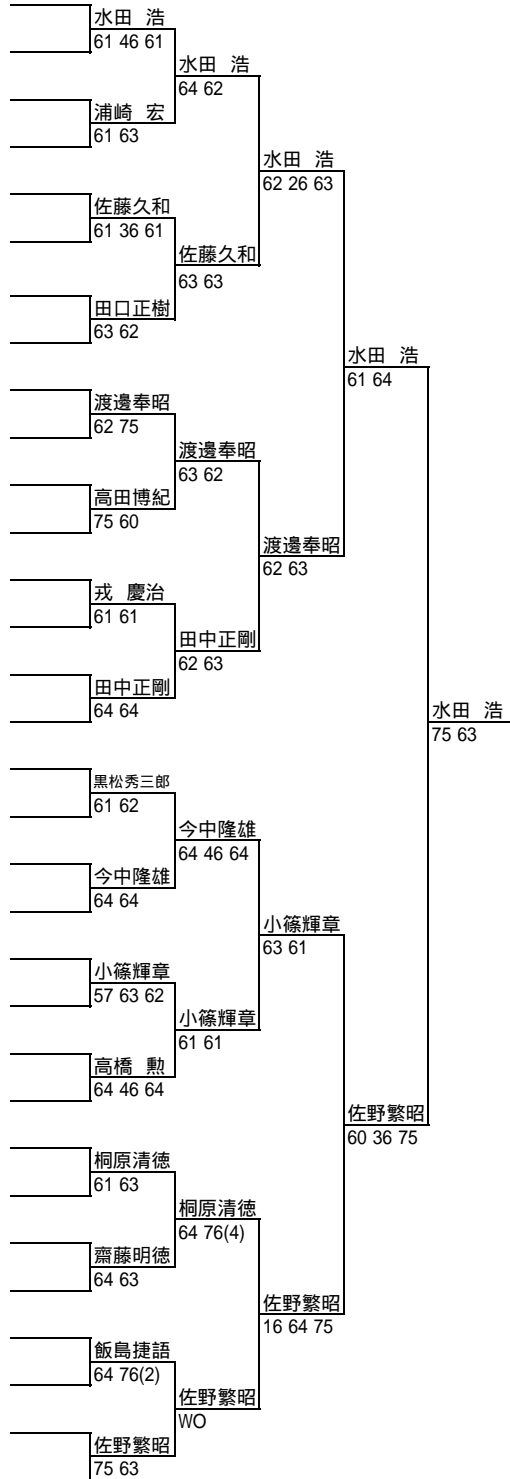 水田 浩
61 46 61
水田 浩
64 62
浦崎 宏
61 63
水田 浩
62 26 63
佐藤久和
61 36 61
佐藤久和
63 63
田口正樹
63 62
水田 浩
61 64
渡邊奉昭
62 75
渡邊奉昭
63 62
高田博紀
75 60
渡邊奉昭
62 63
戎 慶治
61 61
田中正剛
62 63
田中正剛
64 64
水田 浩
75 63
黒松秀三郎
61 62
今中隆雄
64 46 64
今中隆雄
64 64
小篠輝章
63 61
小篠輝章
57 63 62
小篠輝章
61 61
高橋 勲
64 46 64
佐野繁昭
60 36 75
桐原清徳
61 63
桐原清徳
64 76(4)
齋藤明徳
64 63
佐野繁昭
16 64 75
飯島捷語
64 76(2)
佐野繁昭
WO
佐野繁昭
75 63